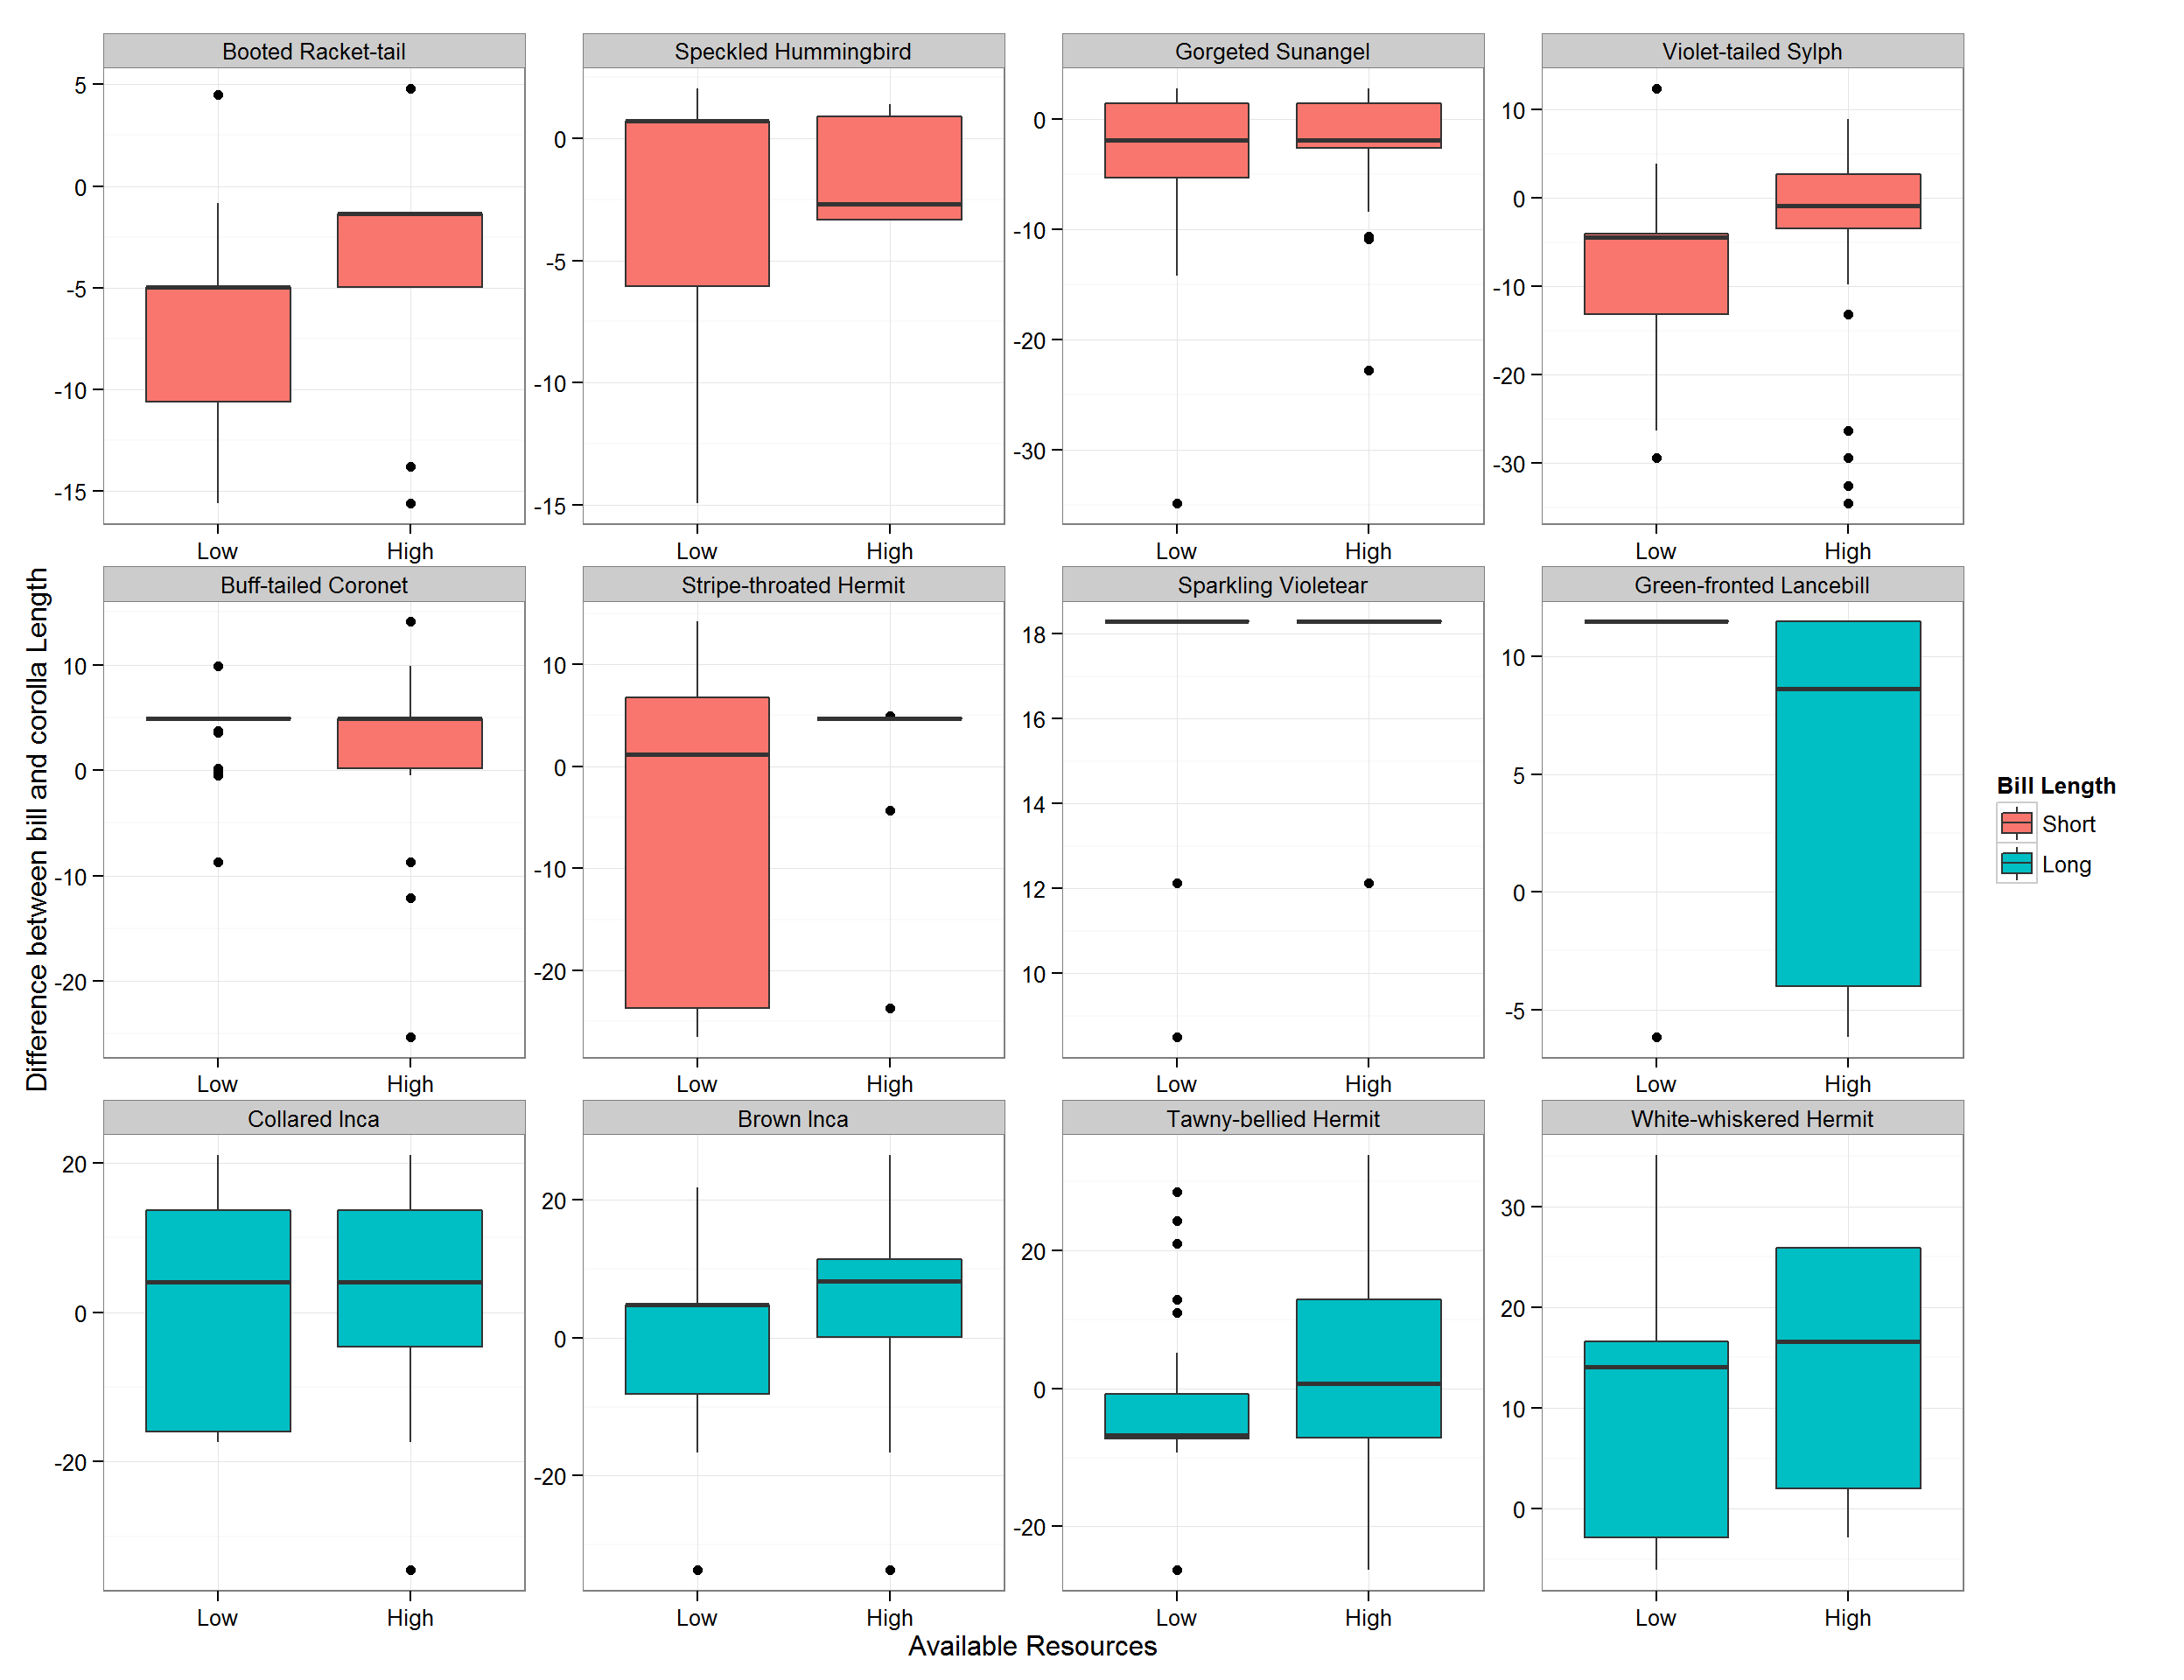 Booted Racket-tail
Speckled Hummingbird
Gorgeted Sunangel
Violet-tailed Sylph
5
0
-5
-10
-15
0
-5
-10
-15
0
-10
-20
-30
10
0
-10
-20
-30
Low
High
Low
High
Low
High
Low
High
Difference between bill and corolla Length
Buff-tailed Coronet
Stripe-throated Hermit
Sparkling Violetear
Green-fronted Lancebill
10
0
-10
-20
10
0
-10
-20
18
16
14
12
10
10
5
0
-5
Low
High
Low
High
Low
High
Low
High
Bill Length
Short
Long
Collared Inca
Brown Inca
Tawny-bellied Hermit
White-whiskered Hermit
20
0
-20
20
0
-20
20
0
-20
30
20
10
0
Low
High
Low
High
Low
High
Low
High
Available Resources